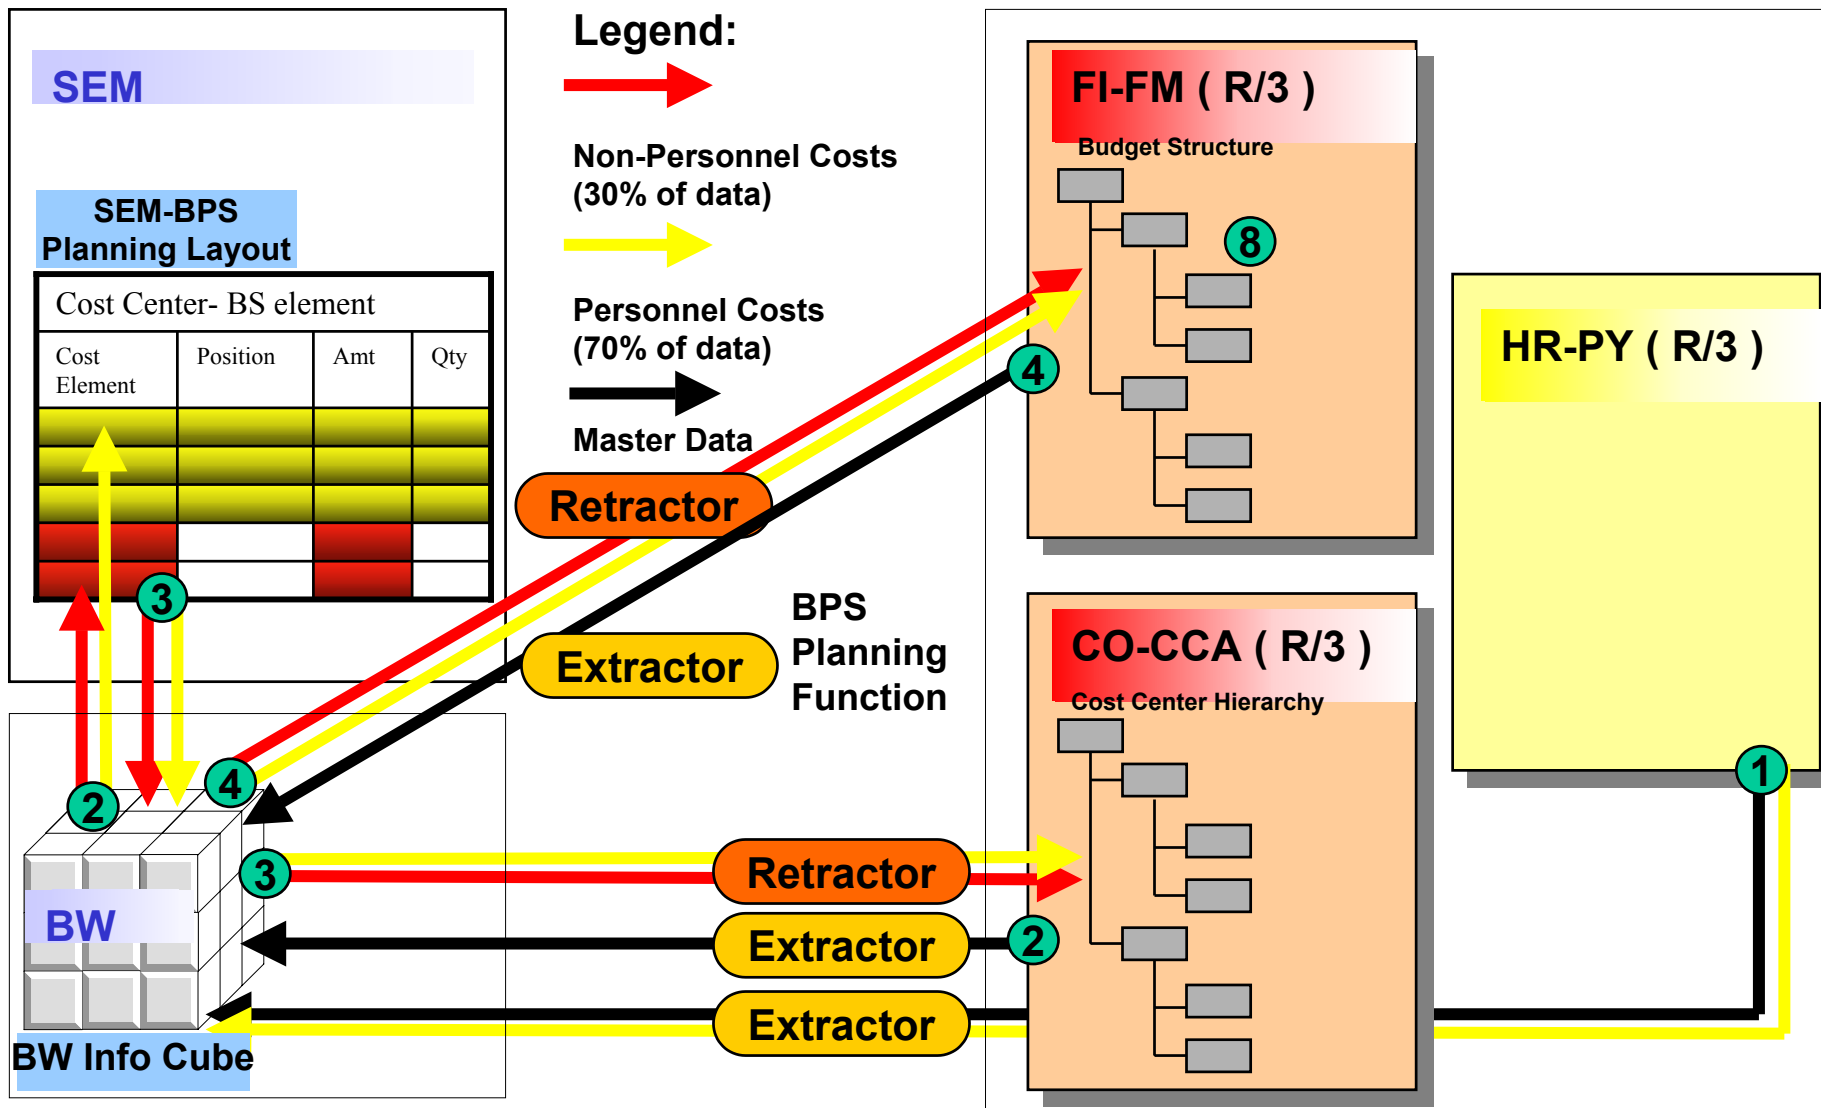 SEM
SEM-BPS
Planning Layout
Cost Center- BS element
Cost
Element
Position
Amt
Qty
3
2
4
3
BW
BW Info Cube
Legend:
Non-Personnel Costs
(30% of data)
Personnel Costs
(70% of data)
Master Data
Retractor
Extractor
BPS
Planning
Function
Retractor
Extractor
Extractor
FI-FM ( R/3 )
Budget Structure
8
4
CO-CCA ( R/3 )
Cost Center Hierarchy
2
HR-PY ( R/3 )
1